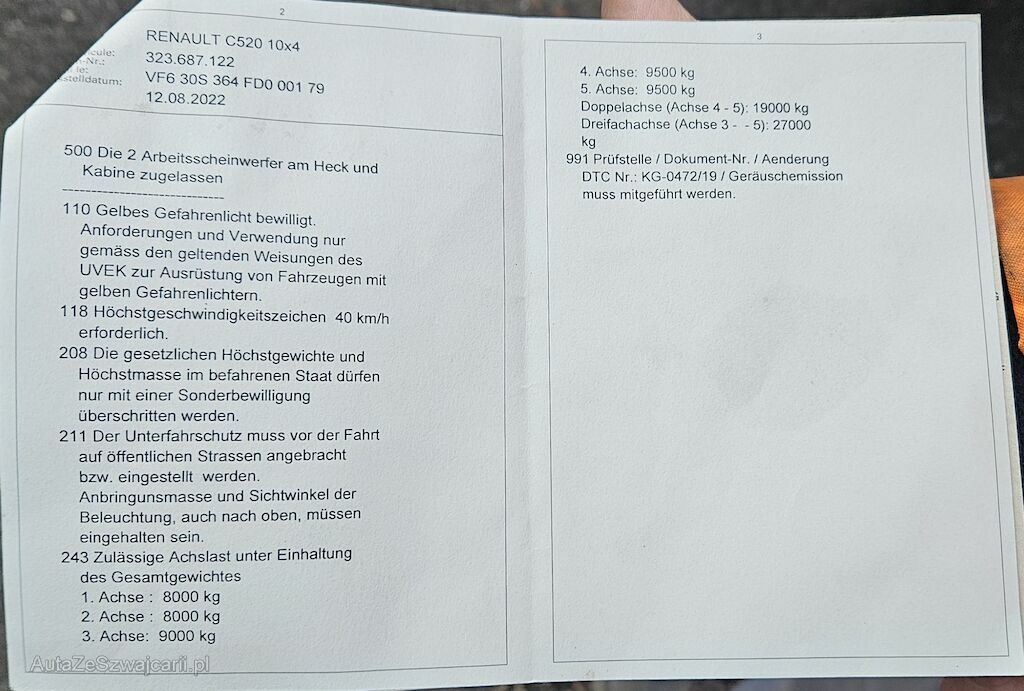 2
RENAULT C520 10x4
323.687.122
VF6 30S 364 FD0 001 79
stelldatum:
12.08.2022
500 Die 2 Arbeitsscheinwerfer am Heck und
Kabine zugelassen
------------------------------
110 Gelbes Gefahrenlicht bewilligt.
Anforderungen und Verwendung nur
gemäss den geltenden Weisungen des
UVEK zur Ausrüstung von Fahrzeugen mit
gelben Gefahrenlichtern.
118 Höchstgeschwindigkeitszeichen 40 km/h
erforderlich.
208 Die gesetzlichen Höchstgewichte und
Höchstmasse im befahrenen Staat dürfen
nur mit einer Sonderbewilligung
überschritten werden.
211 Der Unterfahrschutz muss vor der Fahrt
auf öffentlichen Strassen angebracht
bzw. eingestellt werden.
Anbringunsmasse und Sichtwinkel der
Beleuchtung, auch nach oben, müssen
eingehalten sein.
243 Zulässige Achslast unter Einhaltung
des Gesamtgewichtes
1. Achse : 8000 kg
2. Achse : 8000 kg
3. Achse: 9000 kg
3
4. Achse: 9500 kg
5. Achse: 9500 kg
Doppelachse (Achse 4 - 5): 19000 kg
Dreifachachse (Achse 3 - - 5): 27000
kg
991 Prüfstelle / Dokument-Nr. / Aenderung
DTC Nr.: KG-0472/19 / Geräuschemission
muss mitgeführt werden.
AutaZeSzwajcarii.pl